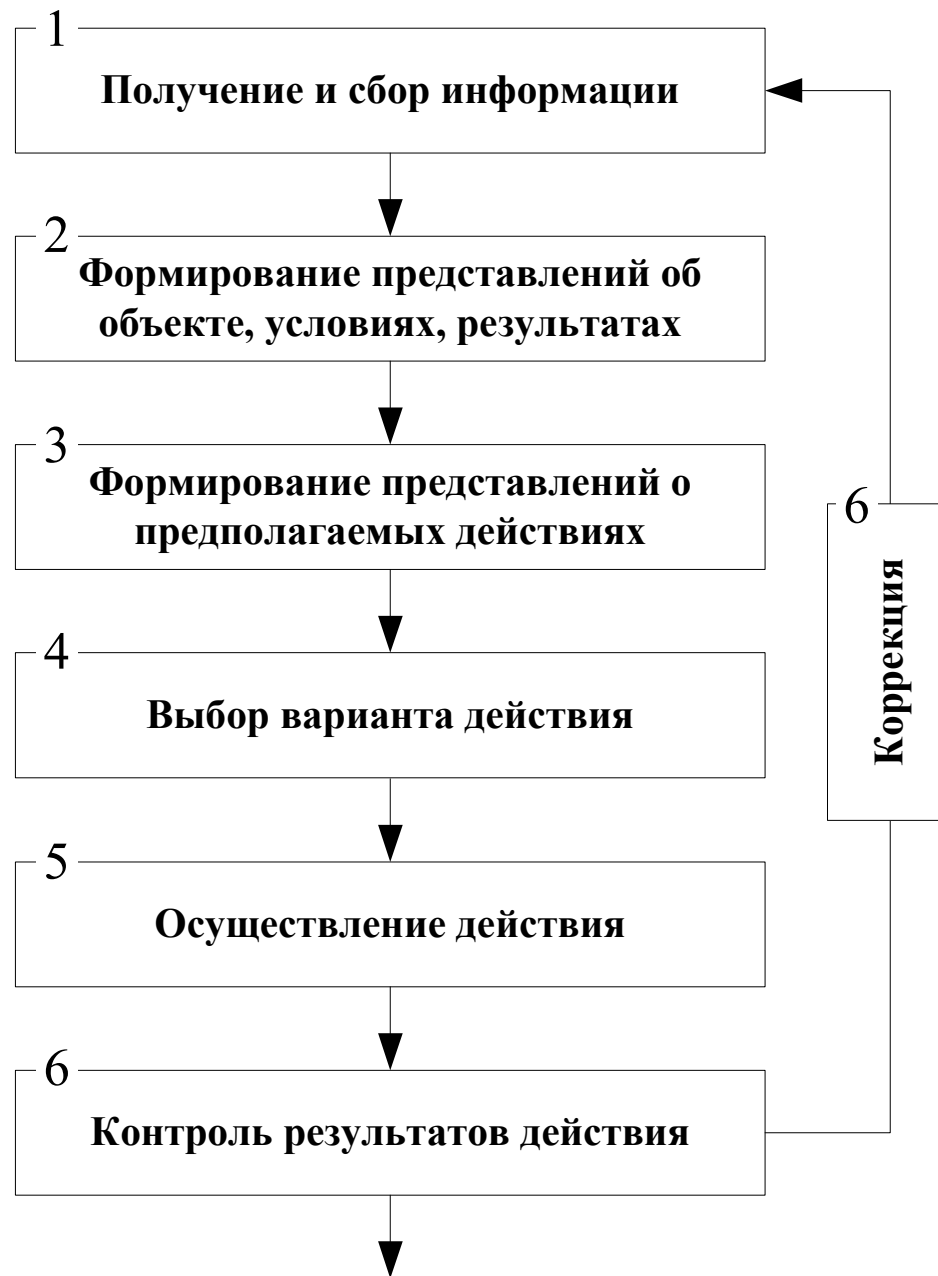 1
Получение и сбор информации
2
Формирование представлений об
объекте, условиях, результатах
3
Формирование представлений о
предполагаемых действиях
4
Выбор варианта действия
5
Осуществление действия
6
Контроль результатов действия
6
Коррекция